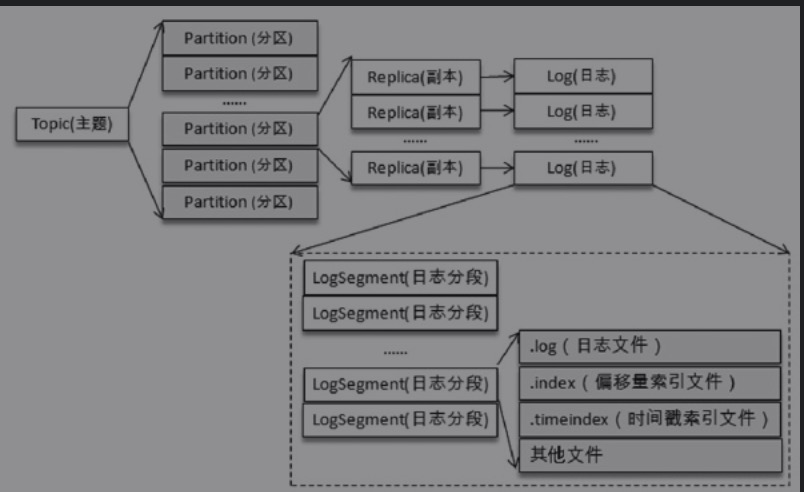 Topic(主题)
Partition (分区)
Partition (分区)
......
Partition (分区)
Partition (分区)
Partition (分区)
Replica(副本)
Replica(副本)
......
Replica(副本)
Log(日志)
Log(日志)
......
Log(日志)
LogSegment(日志分段)
LogSegment(日志分段)
......
LogSegment(日志分段)
LogSegment(日志分段)
.log（日志文件）
.index（偏移量索引文件）
.timeindex（时间戳索引文件）
其他文件